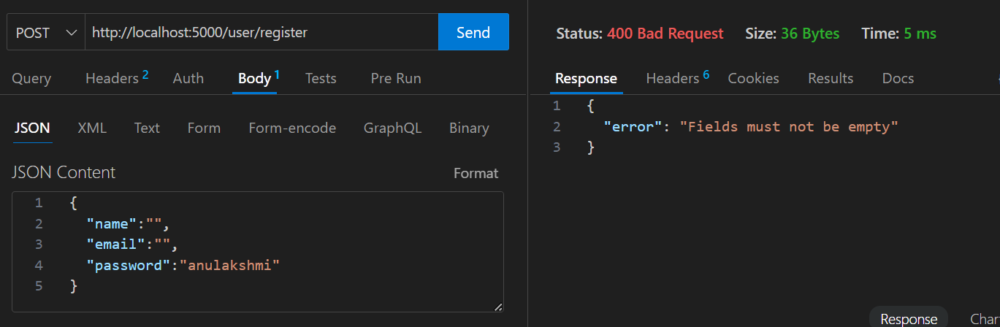 POST http://localhost:5000/user/register Send
Query Headers 2 Auth Body 1 Tests Pre Run
JSON XML Text Form Form-encode GraphQL Binary
JSON Content Format
1 {
2 "name":"",
3 "email":"",
4 "password":"anulakshmi"
5 }
Status: 400 Bad Request Size: 36 Bytes Time: 5 ms
Response Headers 6 Cookies Results Docs
1 {
2 "error": "Fields must not be empty"
3 }
Response Char